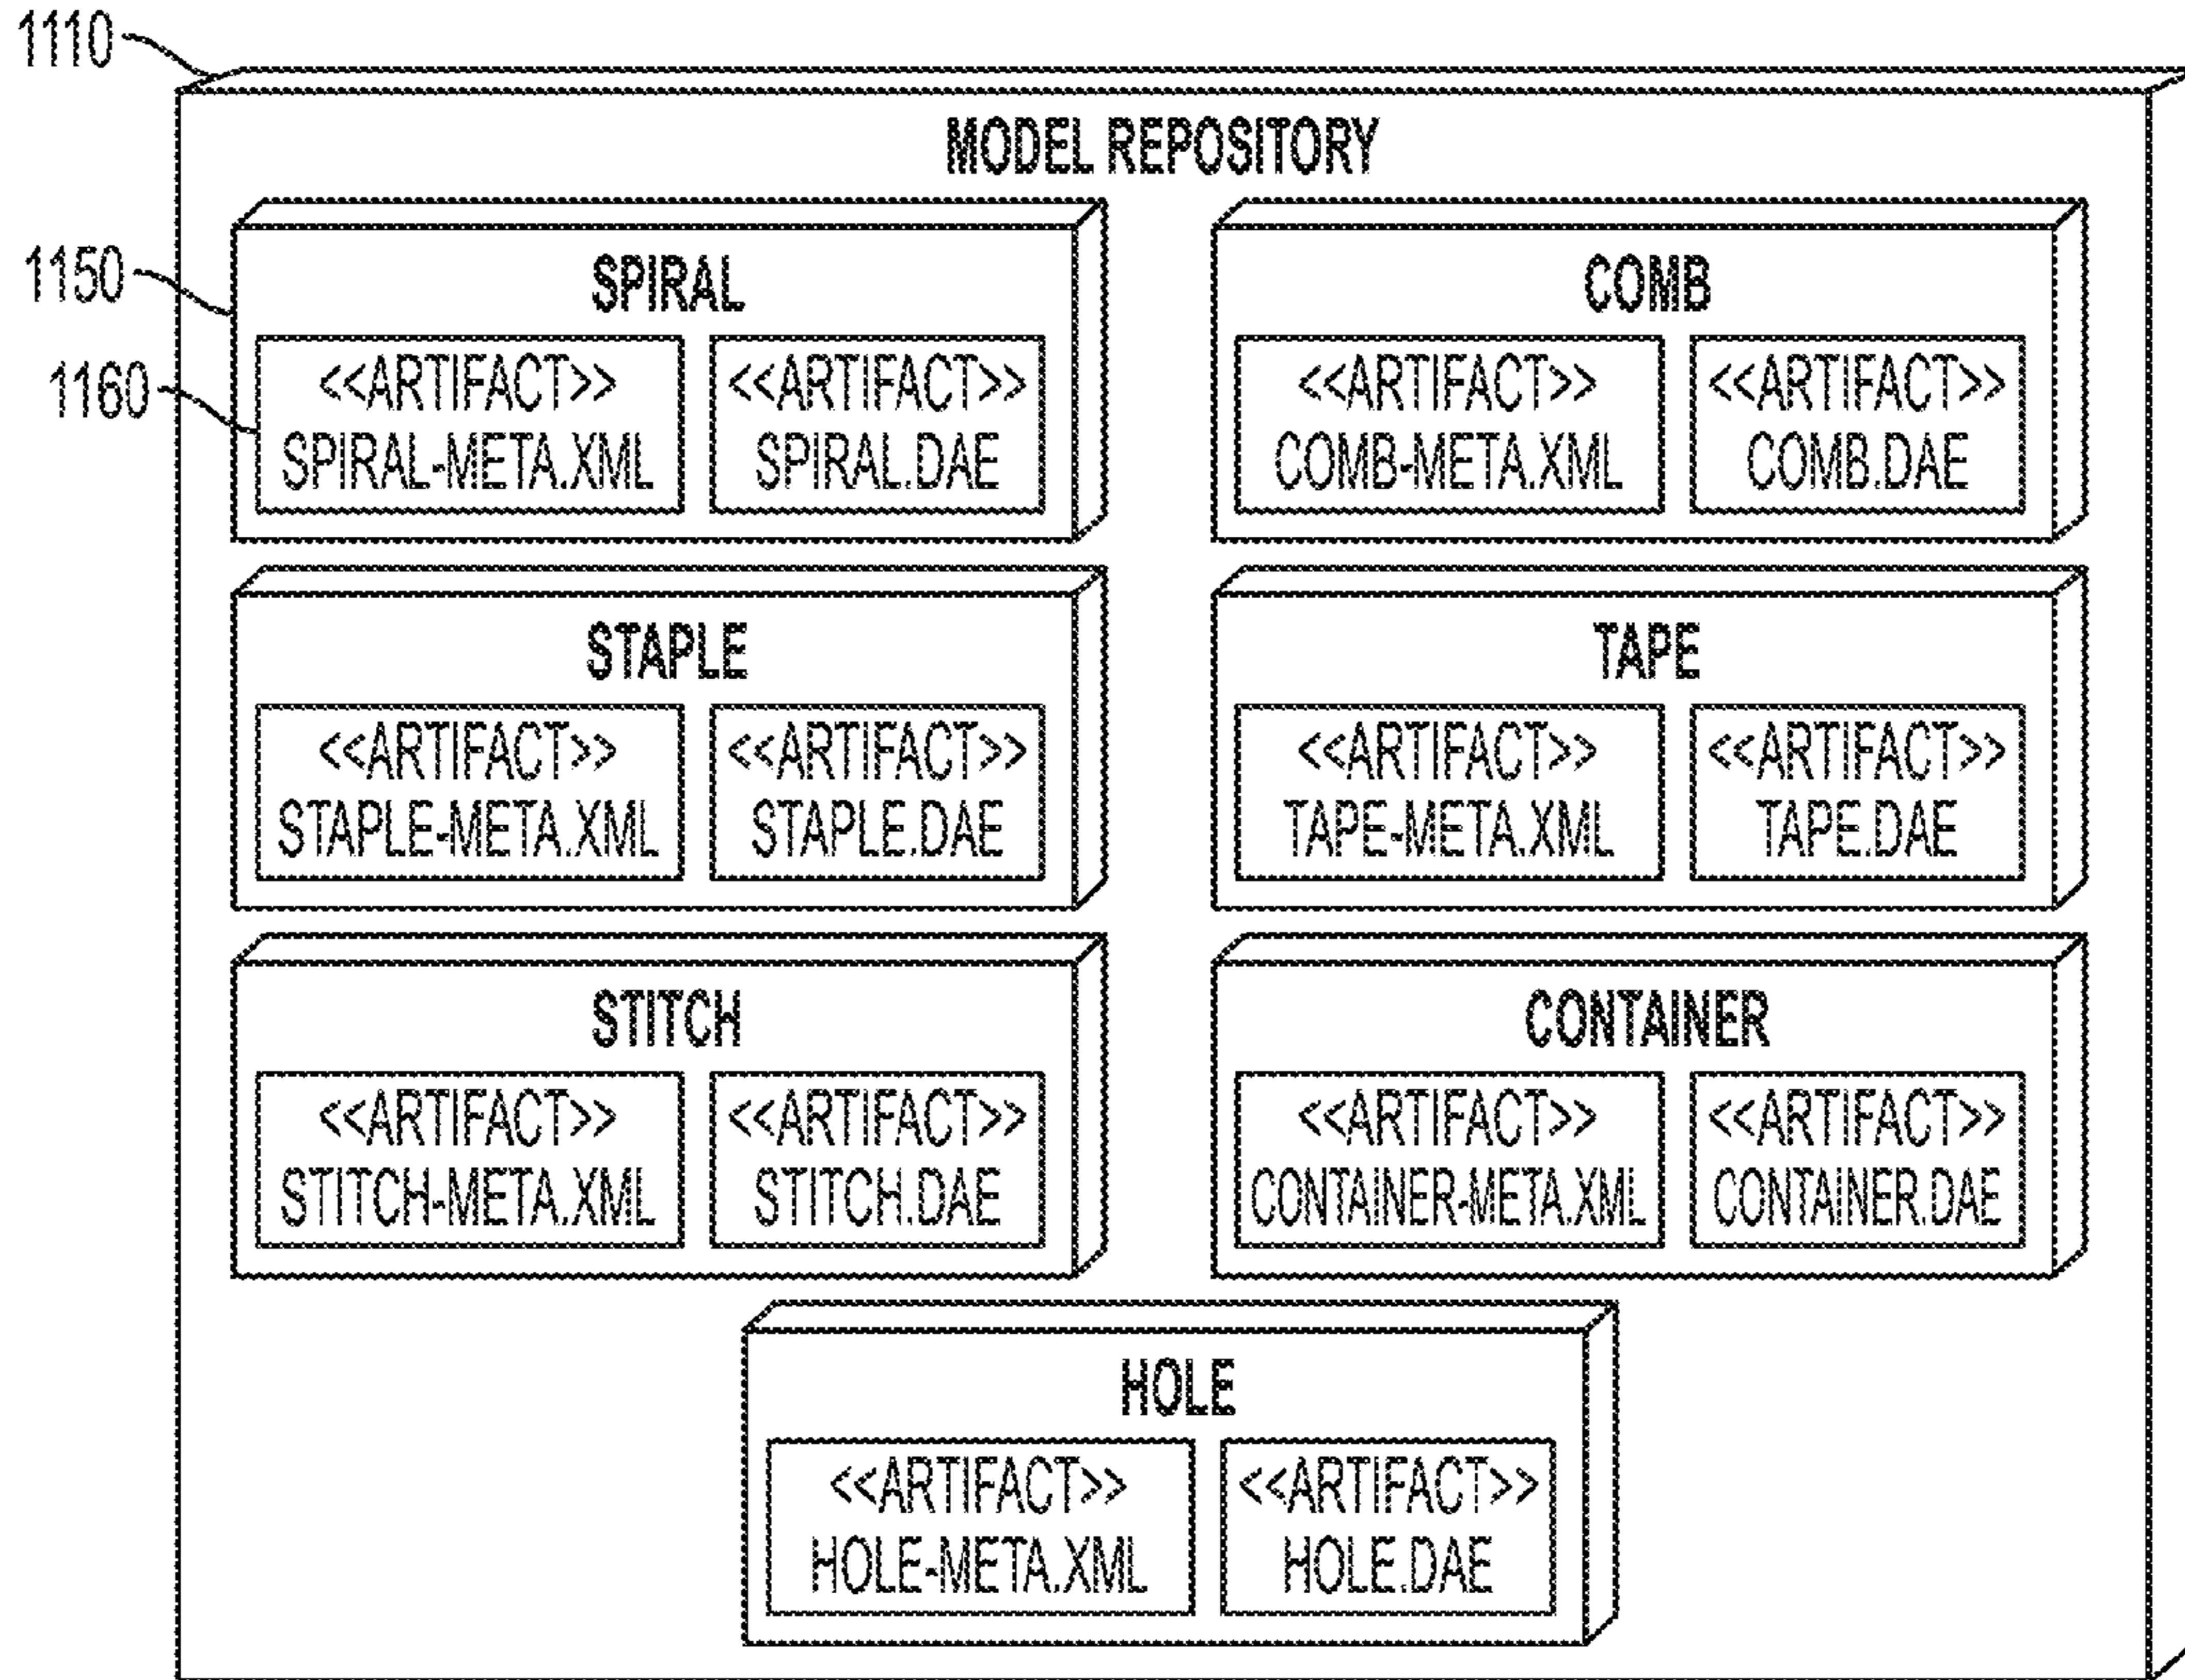 1110
MODEL REPOSITORY
1150
SPIRAL
1160
<<ARTIFACT>>
SPIRAL-META.XML
<<ARTIFACT>>
SPIRAL.DAE
COMB
<<ARTIFACT>>
COMB-META.XML
<<ARTIFACT>>
COMB.DAE
STAPLE
<<ARTIFACT>>
STAPLE-META.XML
<<ARTIFACT>>
STAPLE.DAE
TAPE
<<ARTIFACT>>
TAPE-META.XML
<<ARTIFACT>>
TAPE.DAE
STITCH
<<ARTIFACT>>
STITCH-META.XML
<<ARTIFACT>>
STITCH.DAE
CONTAINER
<<ARTIFACT>>
CONTAINER-META.XML
<<ARTIFACT>>
CONTAINER.DAE
HOLE
<<ARTIFACT>>
HOLE-META.XML
<<ARTIFACT>>
HOLE.DAE